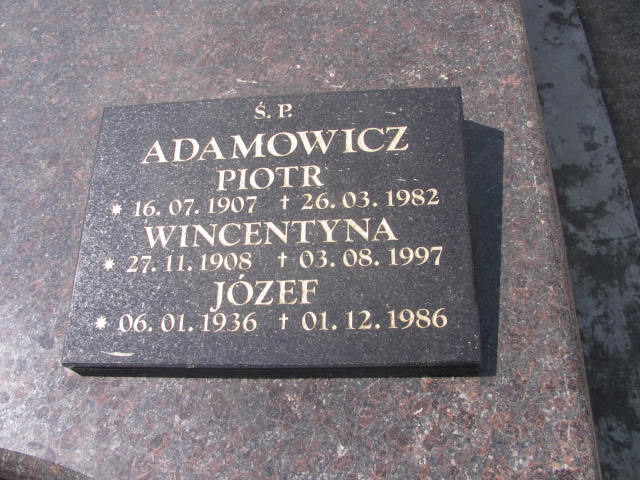 Ś. P.
ADAMOWICZ
PIOTR
* 16. 07. 1907 † 26. 03. 1982
WINCENTYNA
* 27. 11. 1908 † 03. 08. 1997
JÓZEF
* 06. 01. 1936 † 01. 12. 1986